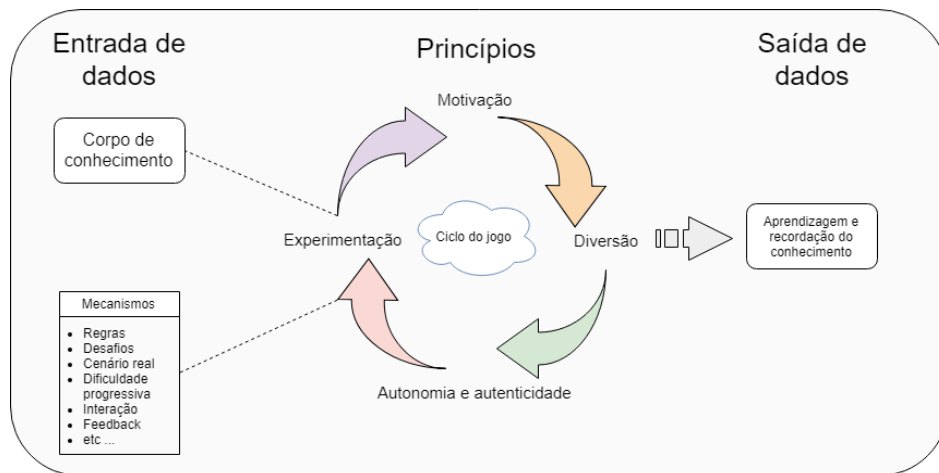 Entrada de
dados
Princípios
Saída de
dados
Motivação
Corpo de
conhecimento
Experimentação
Ciclo do jogo
Diversão
Aprendizagem e
recordação do
conhecimento
Mecanismos
• Regras
• Desafios
• Cenário real
• Dificuldade
progressiva
• Interação
• Feedback
• etc ...
Autonomia e autenticidade